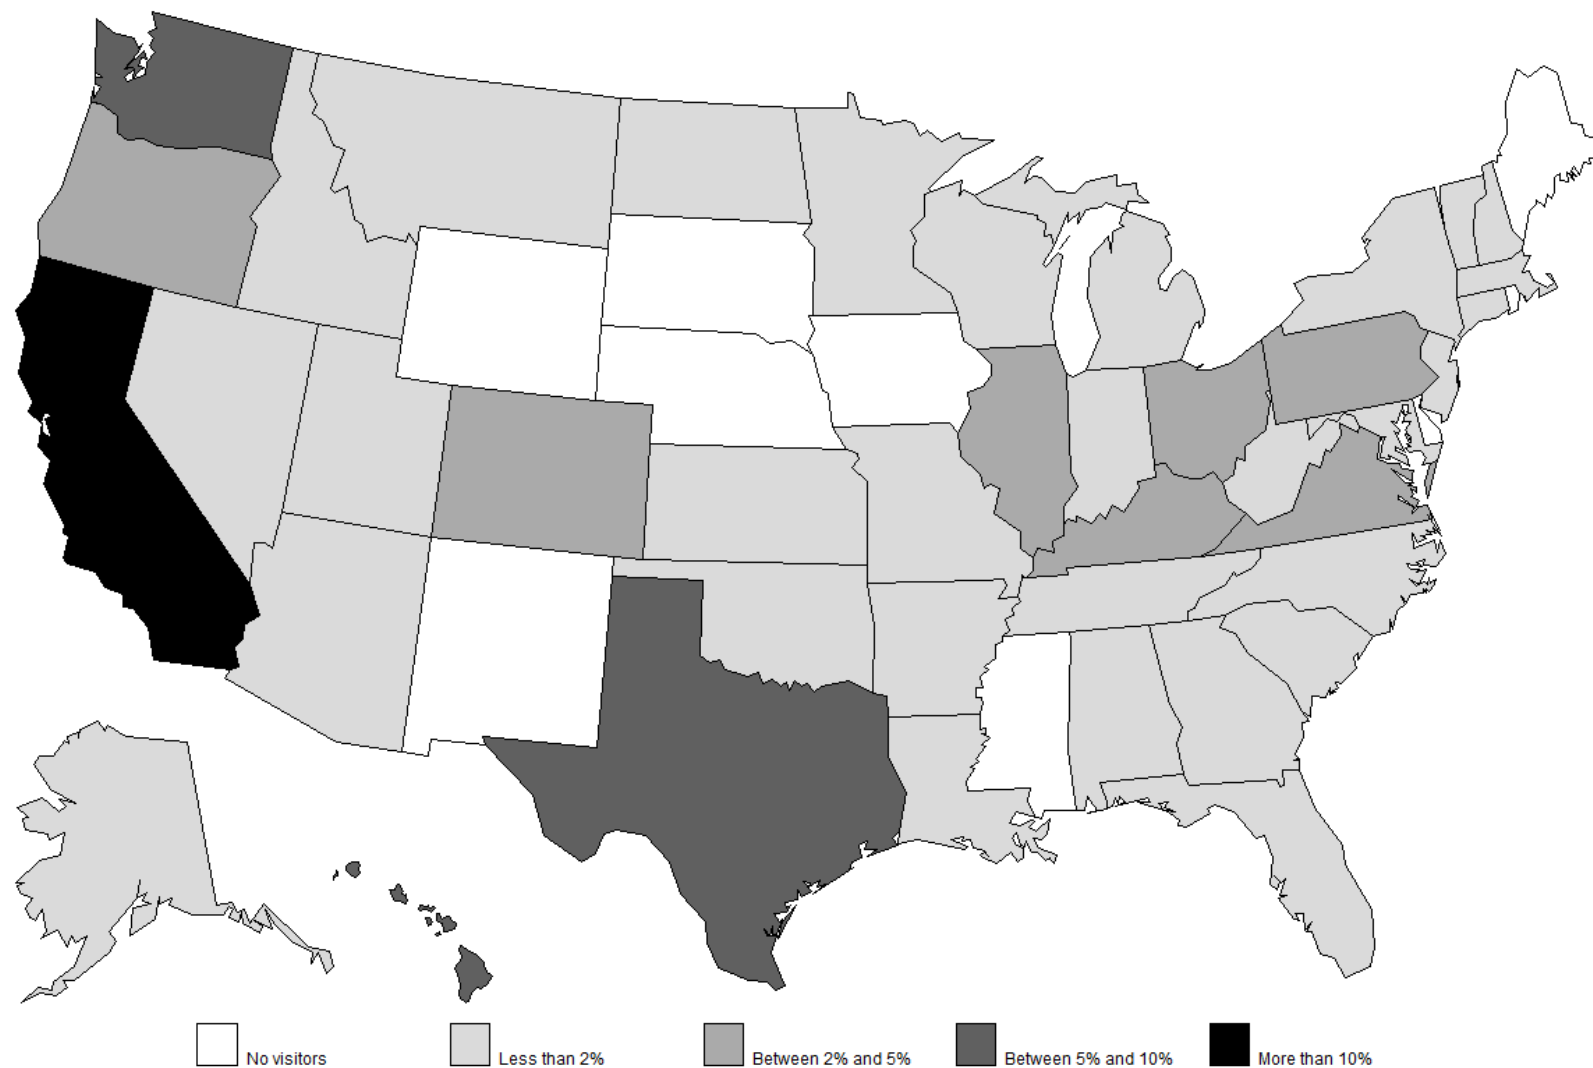 No visitors
Less than 2%
Between 2% and 5%
Between 5% and 10%
More than 10%